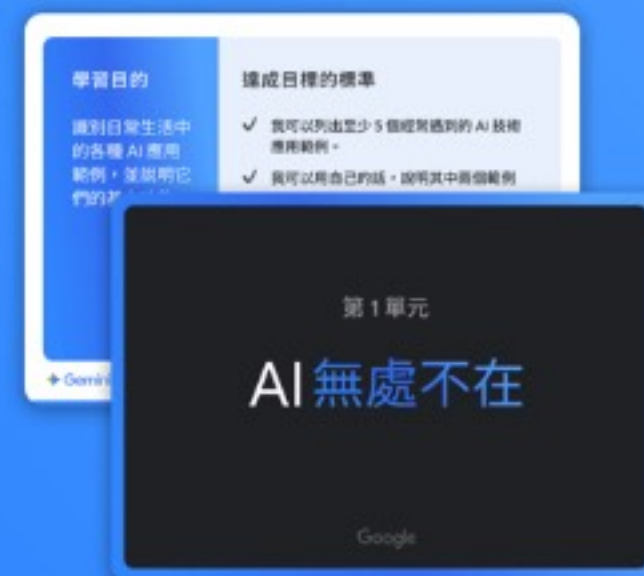 學習目的
識別日常生活中
的各種 AI 應用
範例，並說明它
們的
達成目標的標準
✓ 我可以列出至少 5 個經常遇到的 AI 技術
應用範例。
✓ 我可以用自己的話，說明其中兩個範例
Gemini
第 1 單元
AI 無處不在
Google